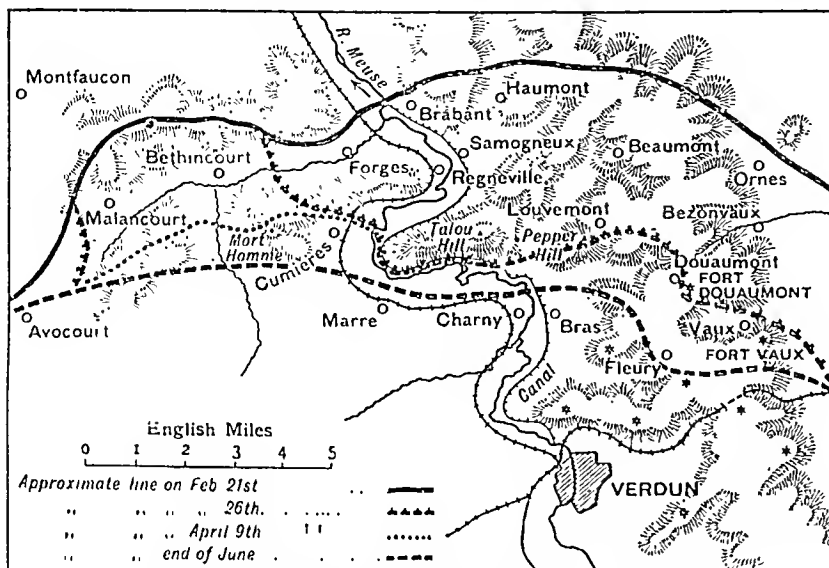 Montfaucon
R. Meuse
Haumont
Brabant
Bethincourt
Forges
Samogneux
Beaumont
Regneville
Ornes
Malancourt
Louvemont
Bezonvaux
Mort
Homme
Cumières
Talou
Hill
Pepper
Hill
Douaumont
FORT
DOUAUMONT
Avocourt
Marre
Charny
Bras
Vaux
FORT VAUX
Fleury
Canal
English Miles
0 1 2 3 4 5
Approximate line on Feb 21st
" " " 26th.
" " " April 9th
" " " end of June
VERDUN